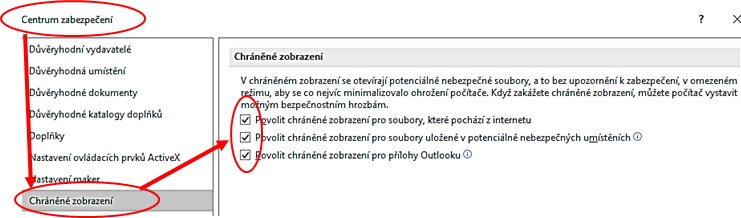 Centrum zabezpečení
?
Důvěryhodní vydavatelé
Důvěryhodná umístění
Důvěryhodné dokumenty
Důvěryhodné katalogy doplňků
Doplňky
Nastavení ovládacích prvků ActiveX
Nastavení maker
Chráněné zobrazení
Chráněné zobrazení
V chráněném zobrazení se otevírají potenciálně nebezpečné soubory, a to bez upozornění k zabezpečení, v omezeném
režimu, aby se co nejvíc minimalizovalo ohrožení počítače. Když zakážete chráněné zobrazení, můžete počítač vystavit
možným bezpečnostním hrozbám.
Povolit chráněné zobrazení pro soubory, které pochází z internetu
Povolit chráněné zobrazení pro soubory uložené v potenciálně nebezpečných umístěních
Povolit chráněné zobrazení pro přílohy Outlooku